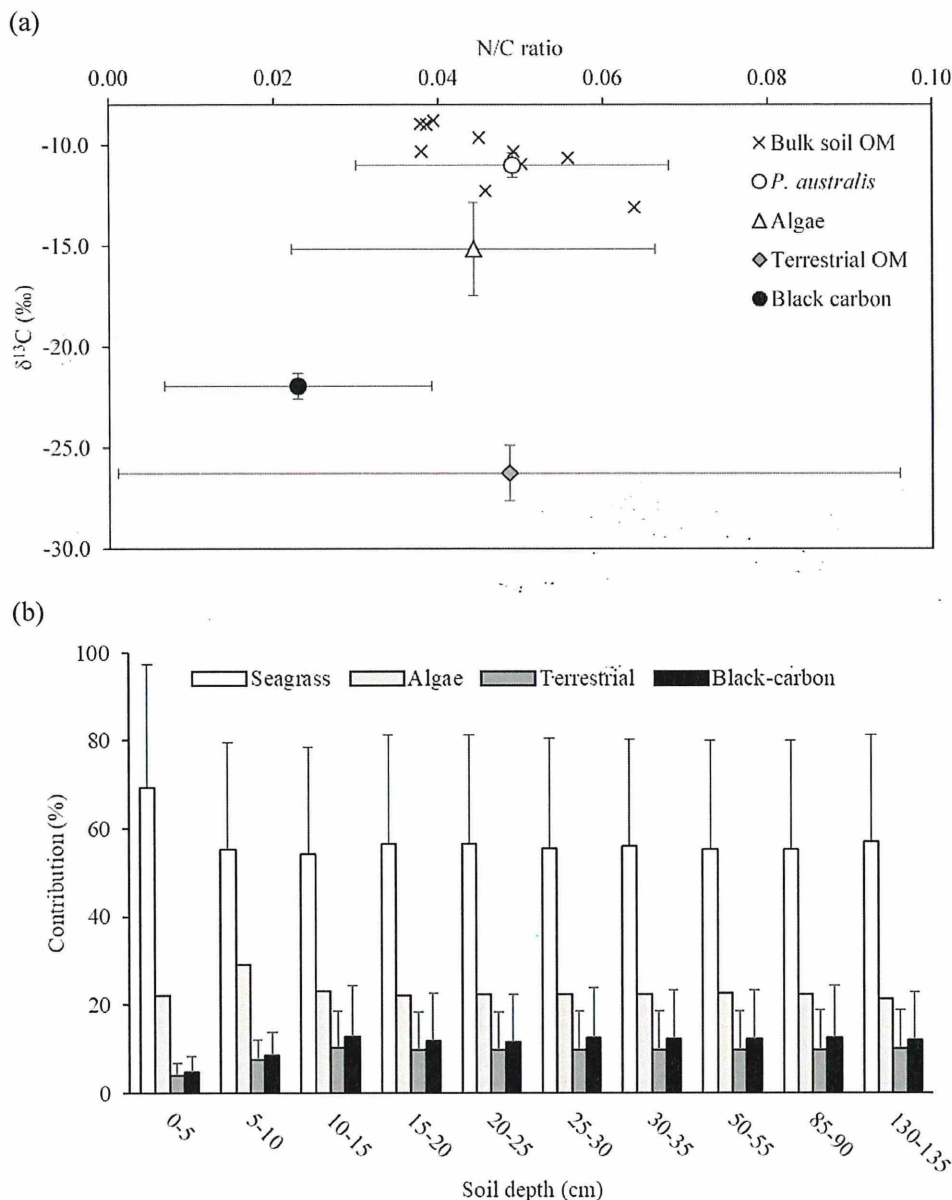 (a)
N/C ratio
0.00 0.02 0.04 0.06 0.08 0.10
-10.0
-15.0
-20.0
-25.0
-30.0
δ¹³C (‰)
Bulk soil OM
P. australis
Algae
Terrestrial OM
Black carbon
(b)
100
80
60
40
20
0
Contribution (%)
Seagrass Algae Terrestrial Black-carbon
0-5 5-10 10-15 15-20 20-25 25-30 30-35 50-55 85-90 130-135
Soil depth (cm)